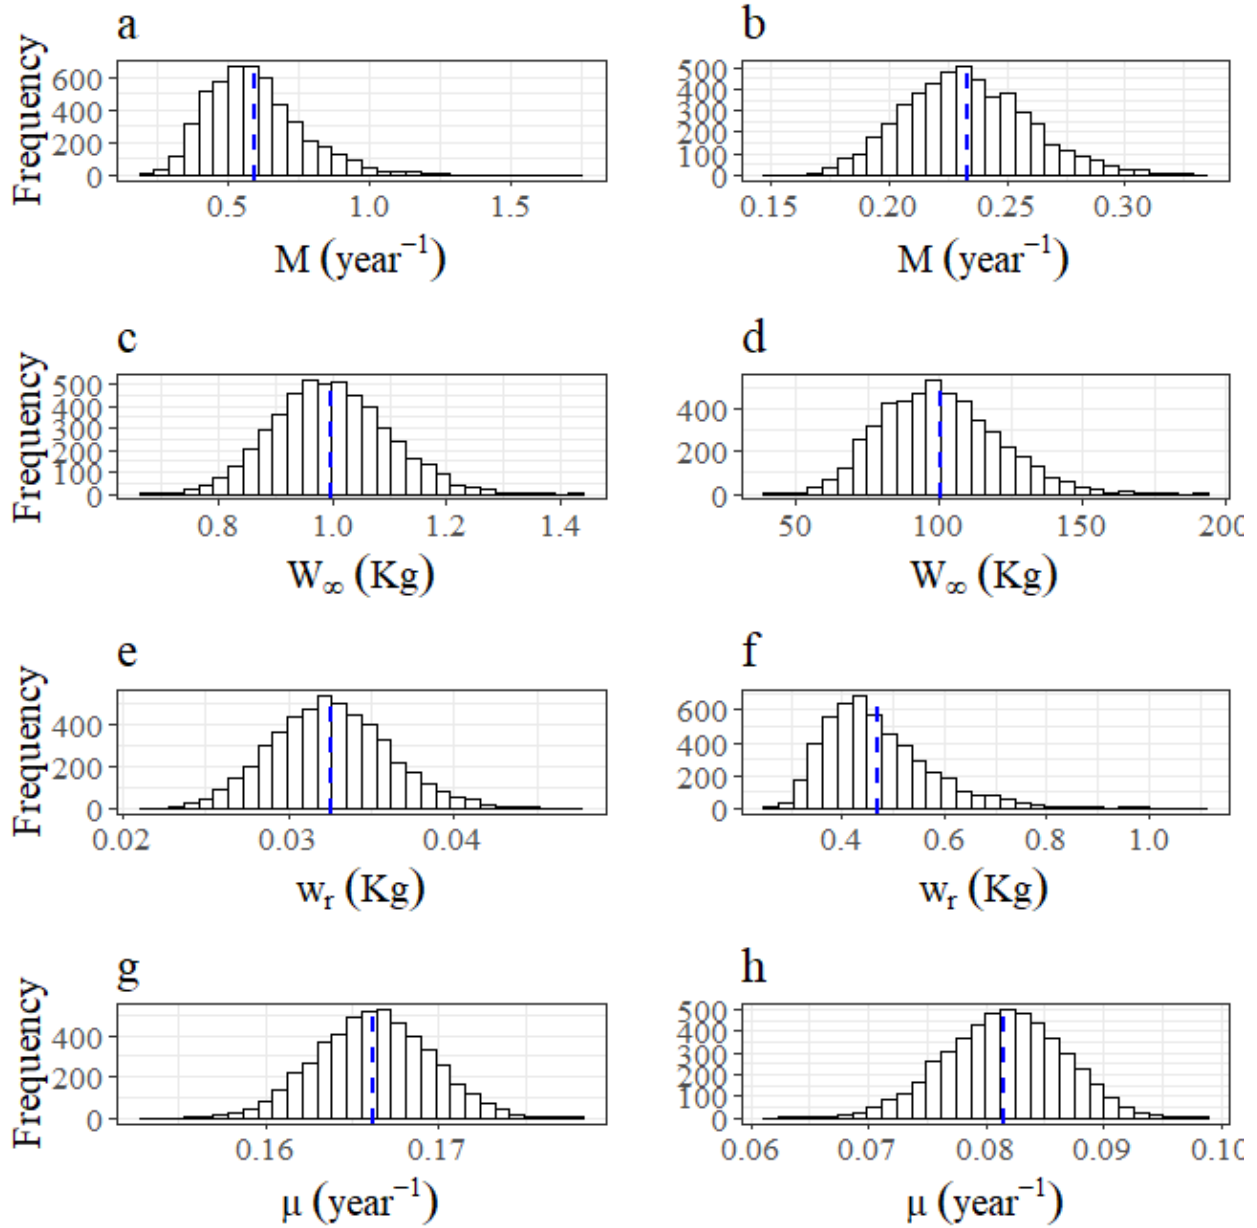 a
Frequency
600
400
200
0
0.5 1.0 1.5
M (year⁻¹)
b
500
400
300
200
100
0
0.15 0.20 0.25 0.30
M (year⁻¹)
c
Frequency
500
400
300
200
100
0
0.8 1.0 1.2 1.4
W∞ (Kg)
d
400
200
0
50 100 150 200
W∞ (Kg)
e
Frequency
400
200
0
0.02 0.03 0.04
wᵣ (Kg)
f
600
400
200
0
0.4 0.6 0.8 1.0
wᵣ (Kg)
g
Frequency
400
200
0
0.16 0.17
μ (year⁻¹)
h
500
400
300
200
100
0
0.06 0.07 0.08 0.09 0.10
μ (year⁻¹)